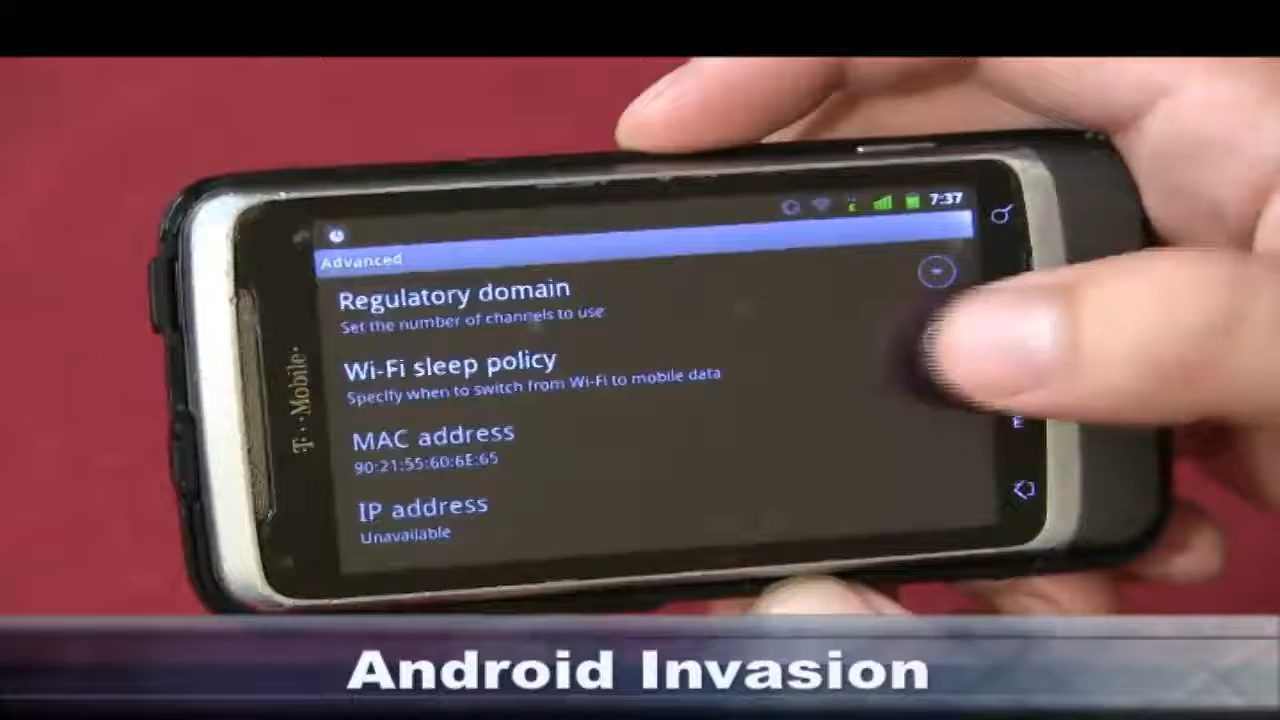 7:37
Advanced
Regulatory domain
Set the number of channels to use
Wi-Fi sleep policy
Specify when to switch from Wi-Fi to mobile data
MAC address
90:21:55:60:6E:65
IP address
Unavailable
T··Mobile·
Android Invasion